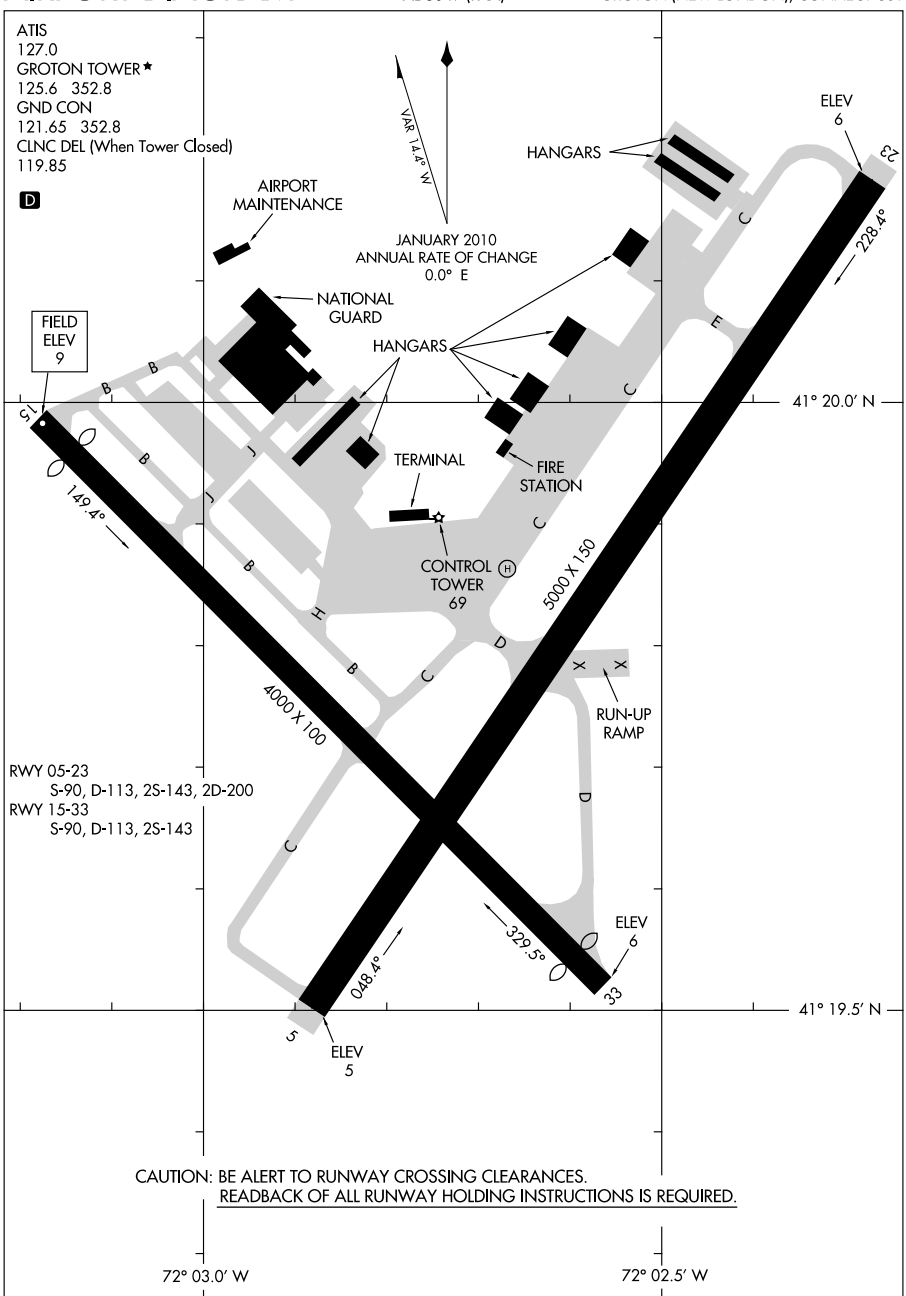 ATIS
127.0
GROTON TOWER★
125.6 352.8
GND CON
121.65 352.8
CLNC DEL (When Tower Closed)
119.85
D
VAR 14.4° W
JANUARY 2010
ANNUAL RATE OF CHANGE
0.0° E
HANGARS
ELEV
6
23
228.4°
AIRPORT
MAINTENANCE
NATIONAL
GUARD
HANGARS
FIELD
ELEV
9
15
149.4°
B
B
B
J
J
B
H
B
C
C
C
C
E
D
C
D
X
X
41° 20.0' N
TERMINAL
FIRE
STATION
CONTROL
TOWER
69
H
5000 X 150
4000 X 100
RUN-UP
RAMP
RWY 05-23
S-90, D-113, 2S-143, 2D-200
RWY 15-33
S-90, D-113, 2S-143
048.4°
329.5°
ELEV
6
33
5
ELEV
5
41° 19.5' N
CAUTION: BE ALERT TO RUNWAY CROSSING CLEARANCES.
READBACK OF ALL RUNWAY HOLDING INSTRUCTIONS IS REQUIRED.
72° 03.0' W
72° 02.5' W